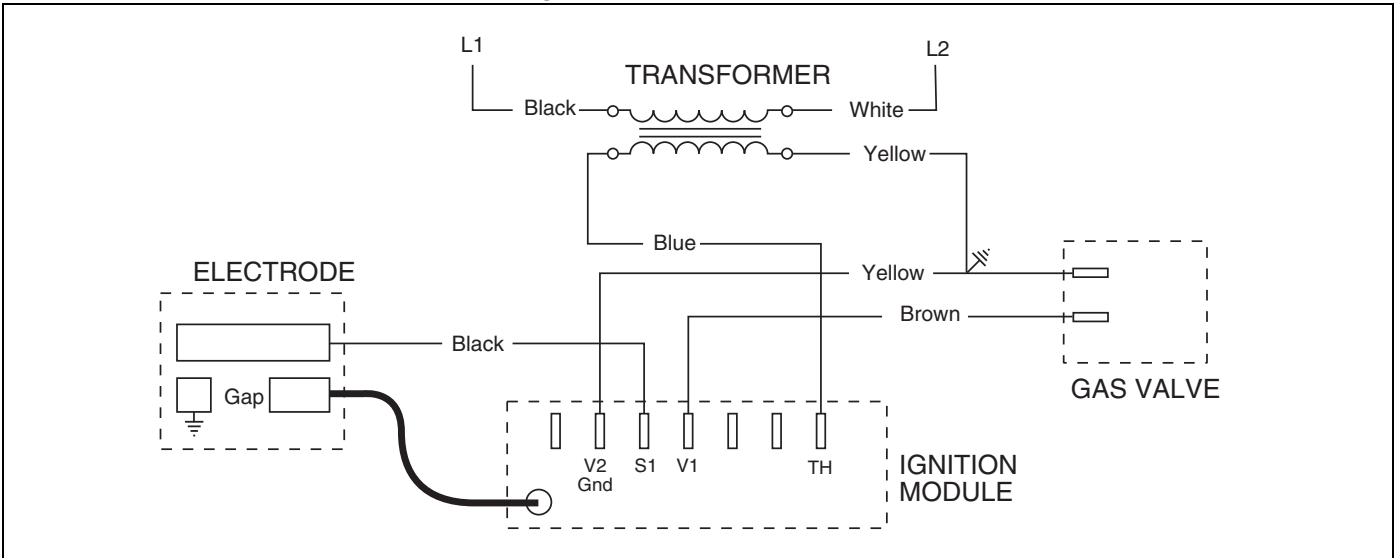 L1
L2
TRANSFORMER
Black
White
Yellow
Blue
ELECTRODE
Yellow
Brown
Black
Gap
GAS VALVE
V2
Gnd
S1
V1
TH
IGNITION
MODULE